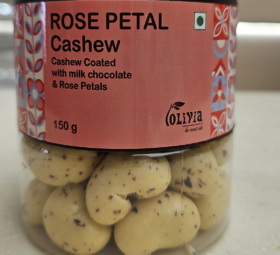 ROSE PETAL
Cashew
Cashew Coated
with milk chocolate
& Rose Petals
150 g
Olivia